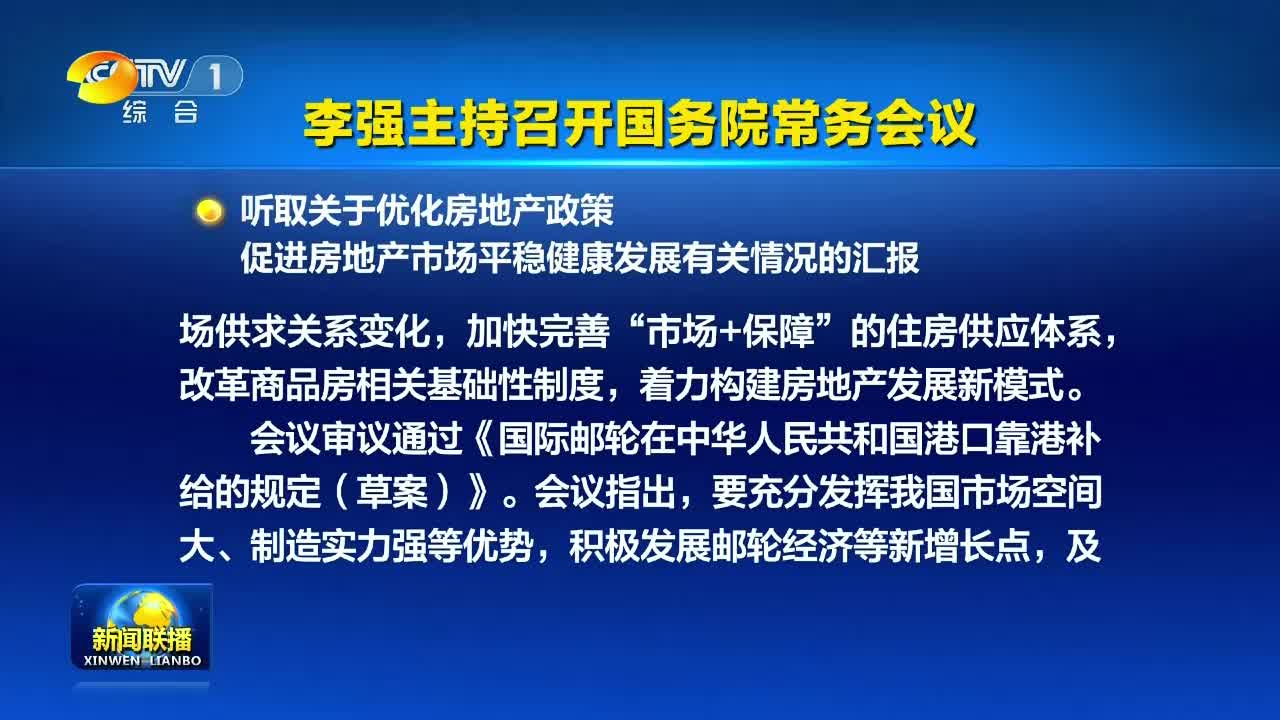 CCTV 1
综合
李强主持召开国务院常务会议
听取关于优化房地产政策
促进房地产市场平稳健康发展有关情况的汇报
场供求关系变化，加快完善“市场+保障”的住房供应体系，
改革商品房相关基础性制度，着力构建房地产发展新模式。
会议审议通过《国际邮轮在中华人民共和国港口靠港补
给的规定（草案）》。会议指出，要充分发挥我国市场空间
大、制造实力强等优势，积极发展邮轮经济等新增长点，及
新闻联播
XINWEN LIANBO